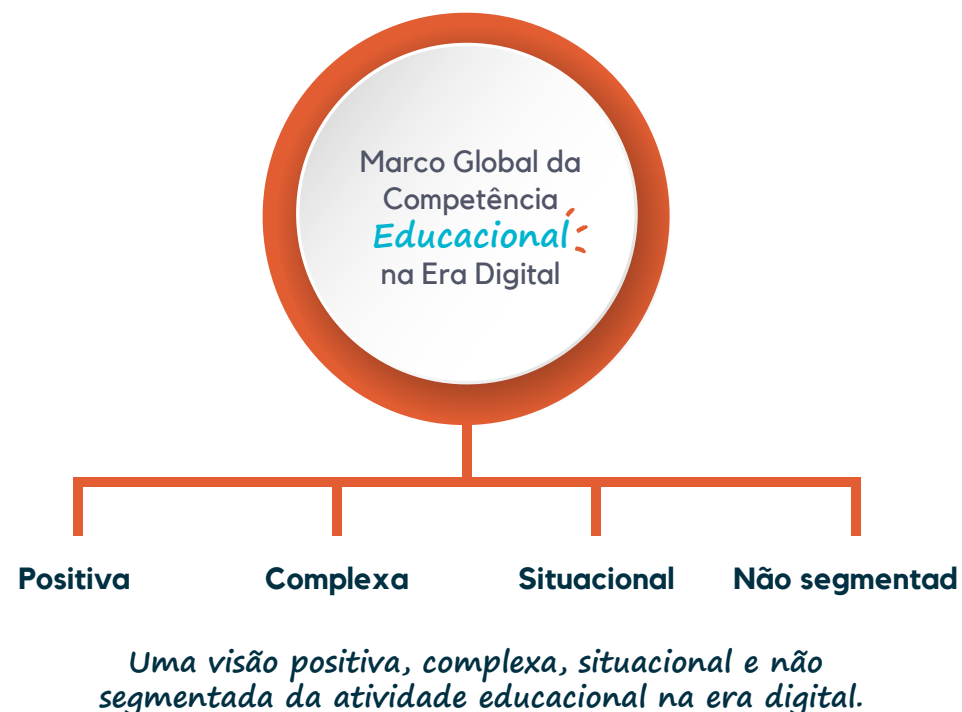 Marco Global da
Competência
Educacional
na Era Digital
Positiva
Complexa
Situacional
Não segmentad
Uma visão positiva, complexa, situacional e não
segmentada da atividade educacional na era digital.